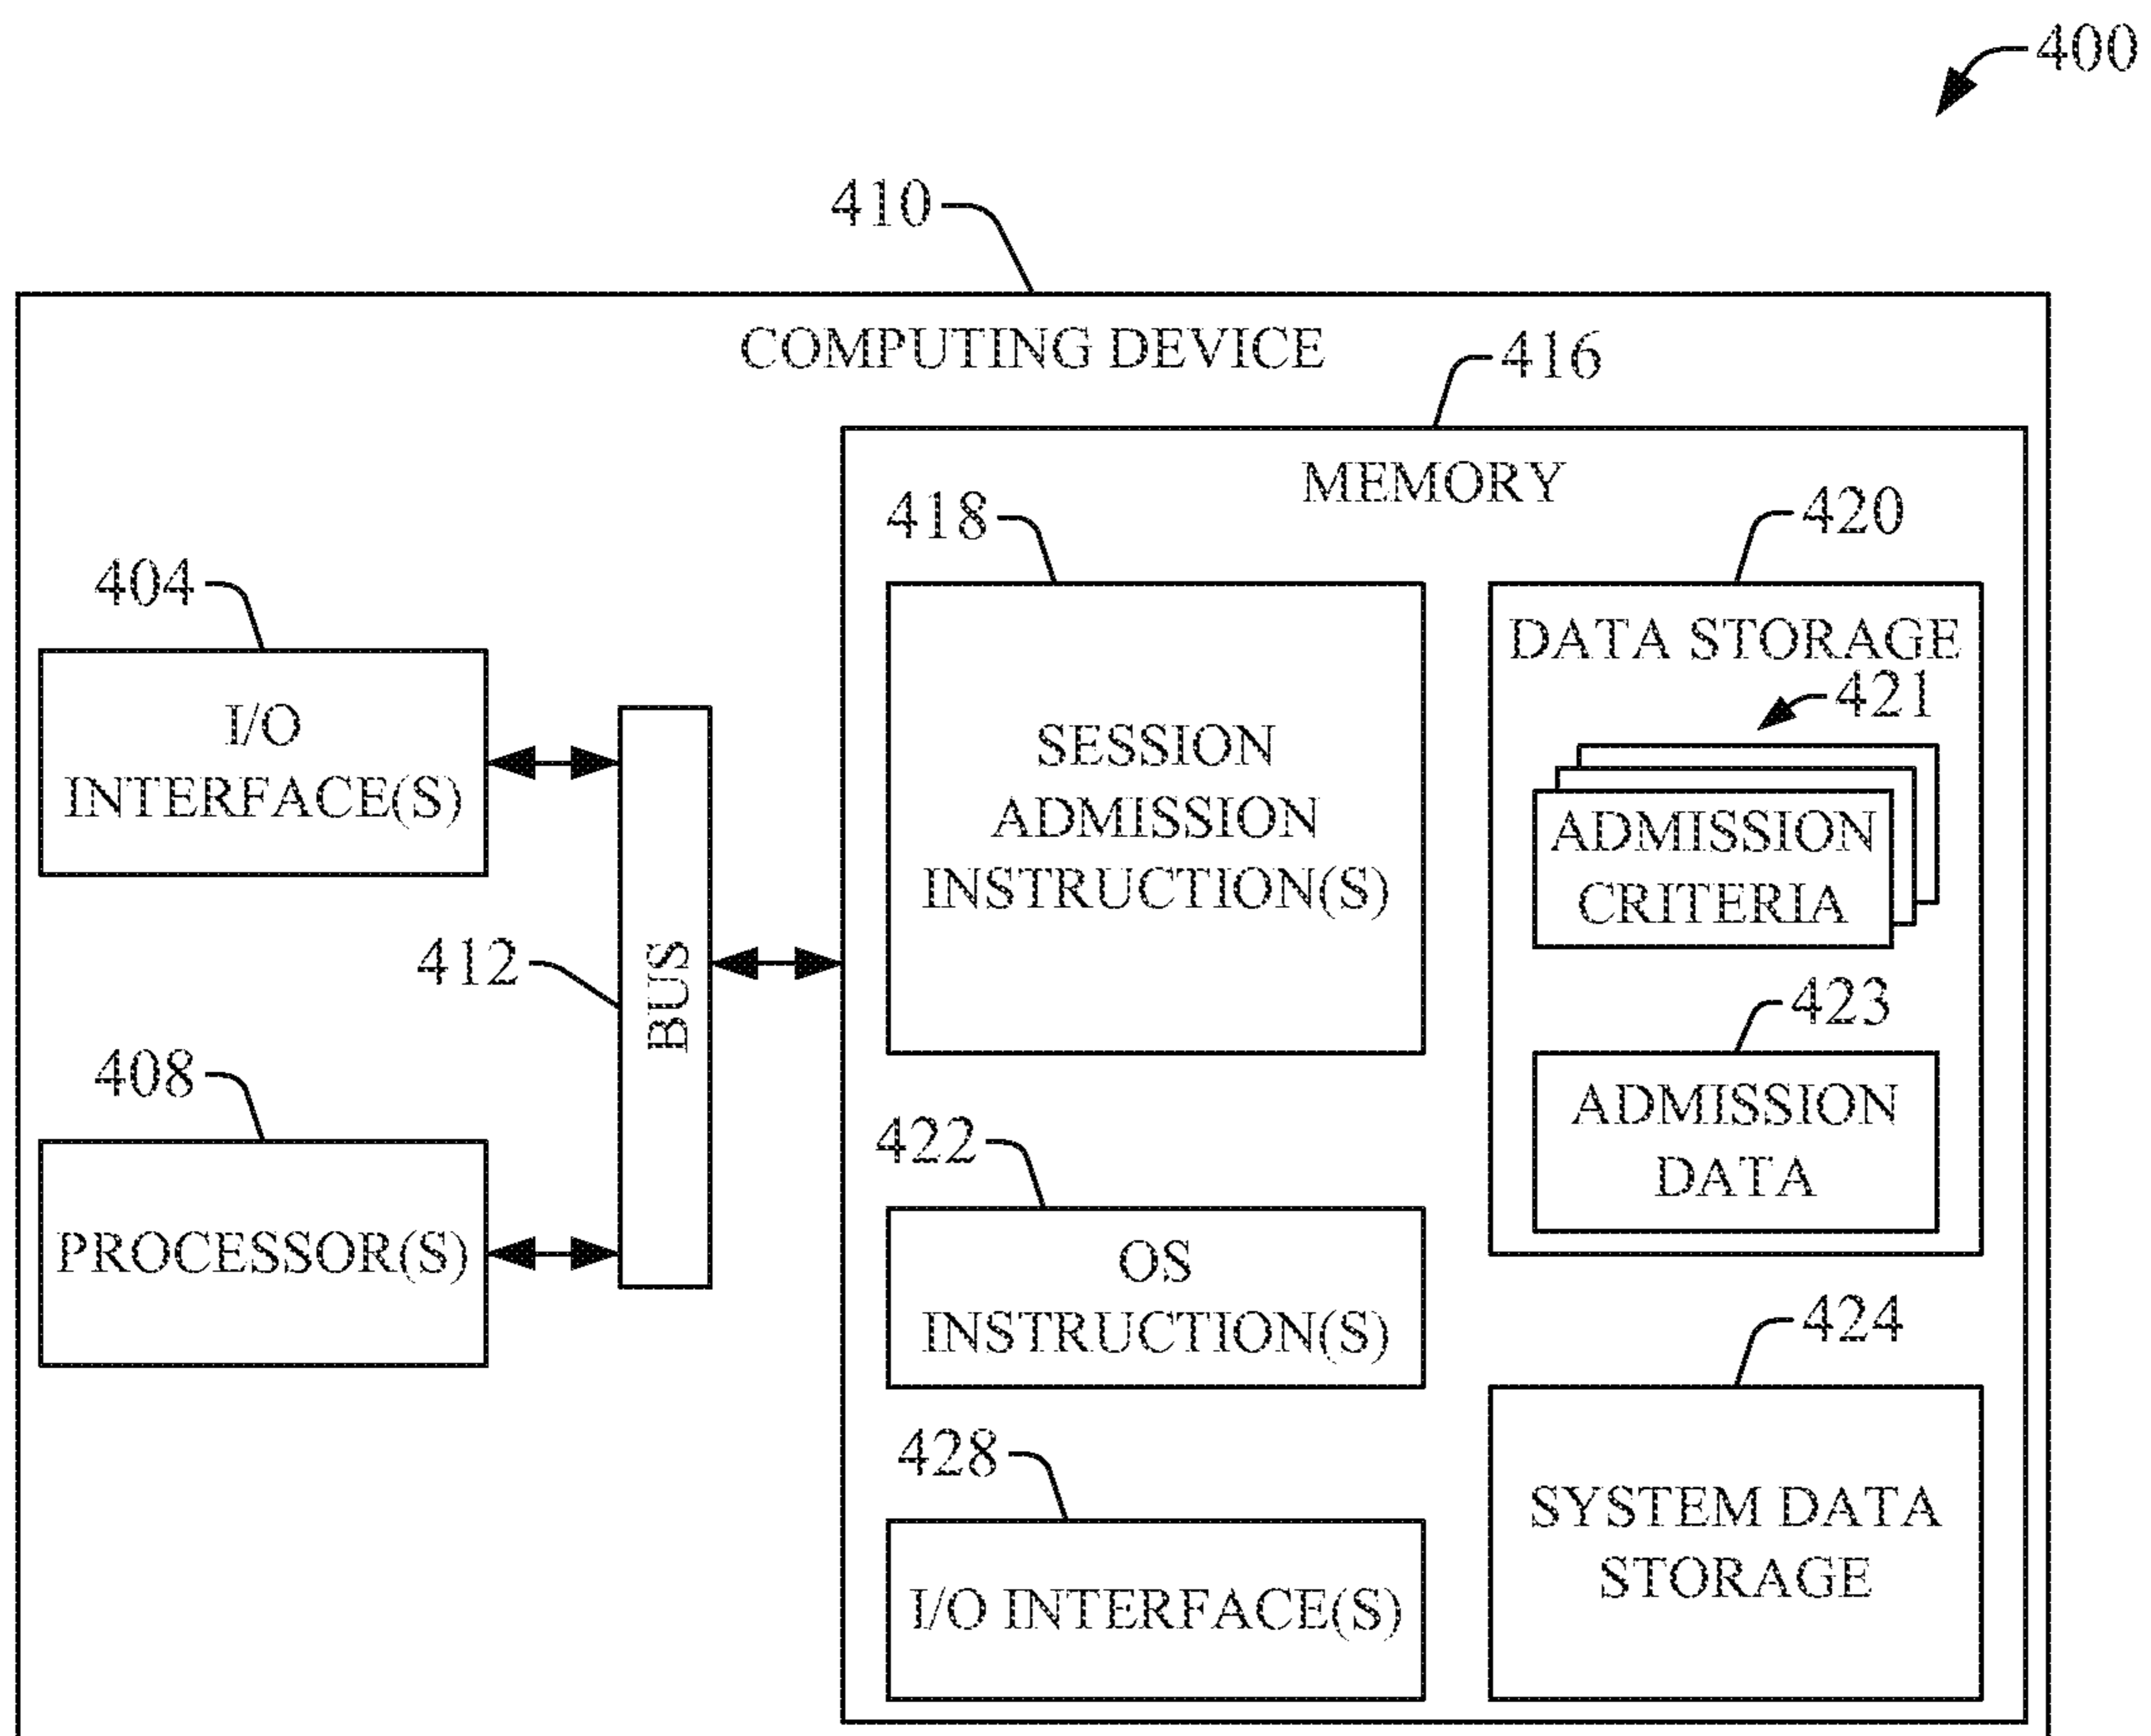 400
410
COMPUTING DEVICE
416
MEMORY
418
420
404
DATA STORAGE
421
I/O
INTERFACE(S)
SESSION
ADMISSION
INSTRUCTION(S)
ADMISSION
CRITERIA
412
BUS
423
408
ADMISSION
DATA
422
PROCESSOR(S)
OS
INSTRUCTION(S)
424
428
SYSTEM DATA
STORAGE
I/O INTERFACE(S)